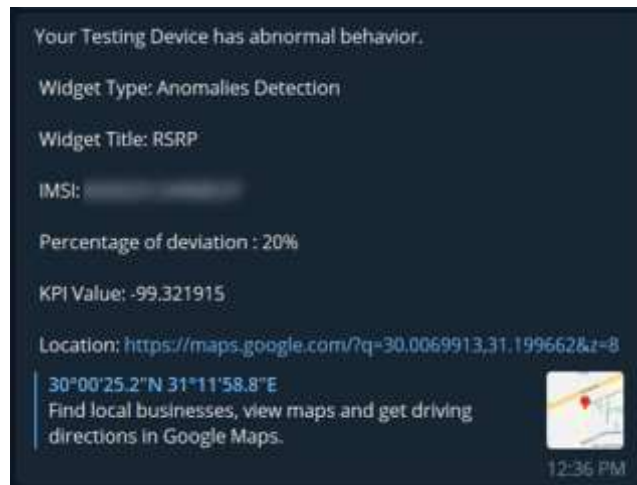 Your Testing Device has abnormal behavior.
Widget Type: Anomalies Detection
Widget Title: RSRP
IMSI:
Percentage of deviation : 20%
KPI Value: -99.321915
Location: https://maps.google.com/?q=30.0069913,31.199662&z=8
30°00'25.2"N 31°11'58.8"E
Find local businesses, view maps and get driving
directions in Google Maps.
12:36 PM